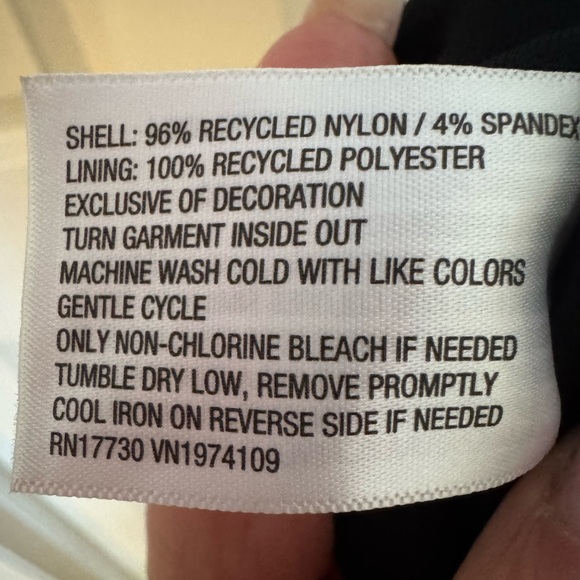 SHELL: 96% RECYCLED NYLON / 4% SPANDEX
LINING: 100% RECYCLED POLYESTER
EXCLUSIVE OF DECORATION
TURN GARMENT INSIDE OUT
MACHINE WASH COLD WITH LIKE COLORS
GENTLE CYCLE
ONLY NON-CHLORINE BLEACH IF NEEDED
TUMBLE DRY LOW, REMOVE PROMPTLY
COOL IRON ON REVERSE SIDE IF NEEDED
RN17730 VN1974109